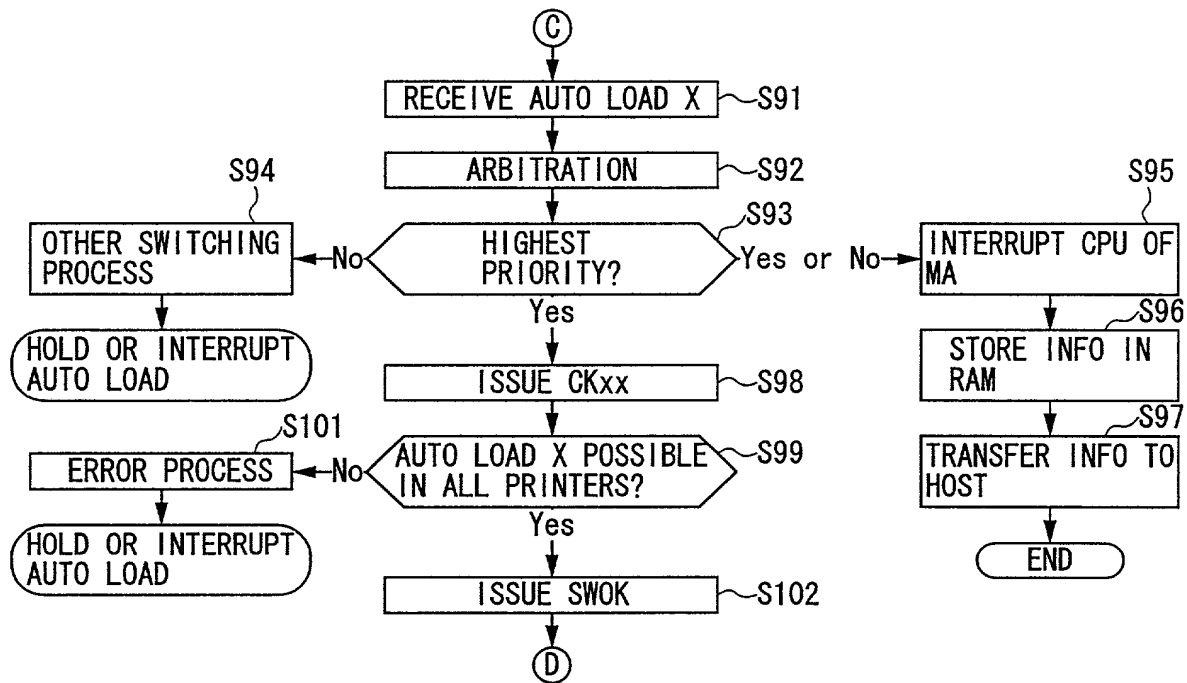 C
RECEIVE AUTO LOAD X
S91
ARBITRATION
S92
S94
S93
S95
OTHER SWITCHING
PROCESS
No
HIGHEST
PRIORITY?
Yes or No
INTERRUPT CPU OF
MA
Yes
S96
HOLD OR INTERRUPT
AUTO LOAD
STORE INFO IN
RAM
ISSUE CKxx
S98
S101
S97
ERROR PROCESS
No
AUTO LOAD X POSSIBLE
IN ALL PRINTERS?
S99
TRANSFER INFO TO
HOST
Yes
HOLD OR INTERRUPT
AUTO LOAD
END
ISSUE SWOK
S102
D